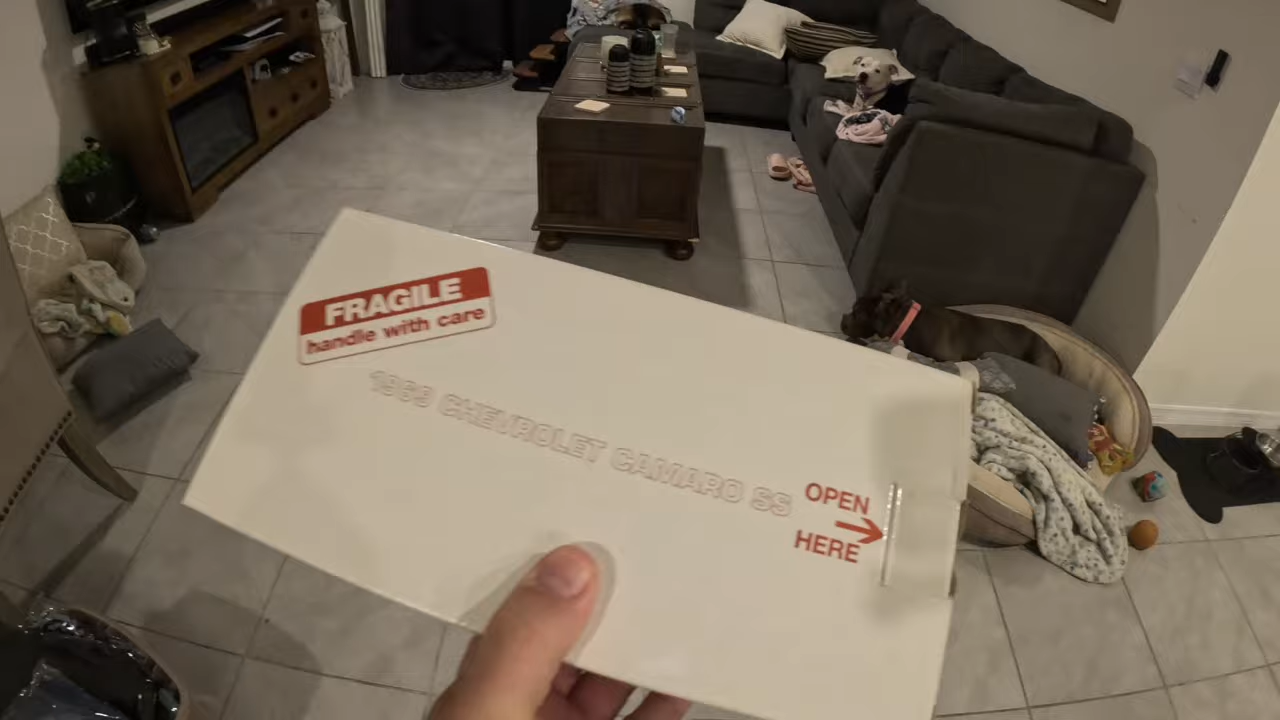 FRAGILE
handle with care
1969 CHEVROLET CAMARO SS
OPEN
HERE